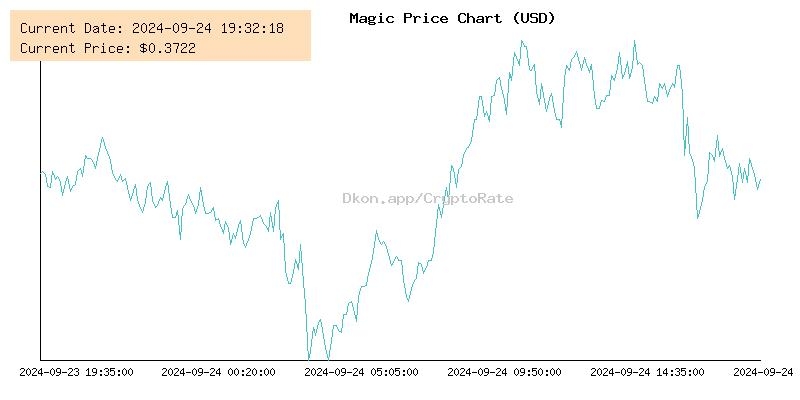 Magic Price Chart (USD)
Current Date: 2024-09-24 19:32:18
Current Price: $0.3722
Dkon.app/CryptoRate
2024-09-23 19:35:00 2024-09-24 00:20:00 2024-09-24 05:05:00 2024-09-24 09:50:00 2024-09-24 14:35:00 2024-09-24